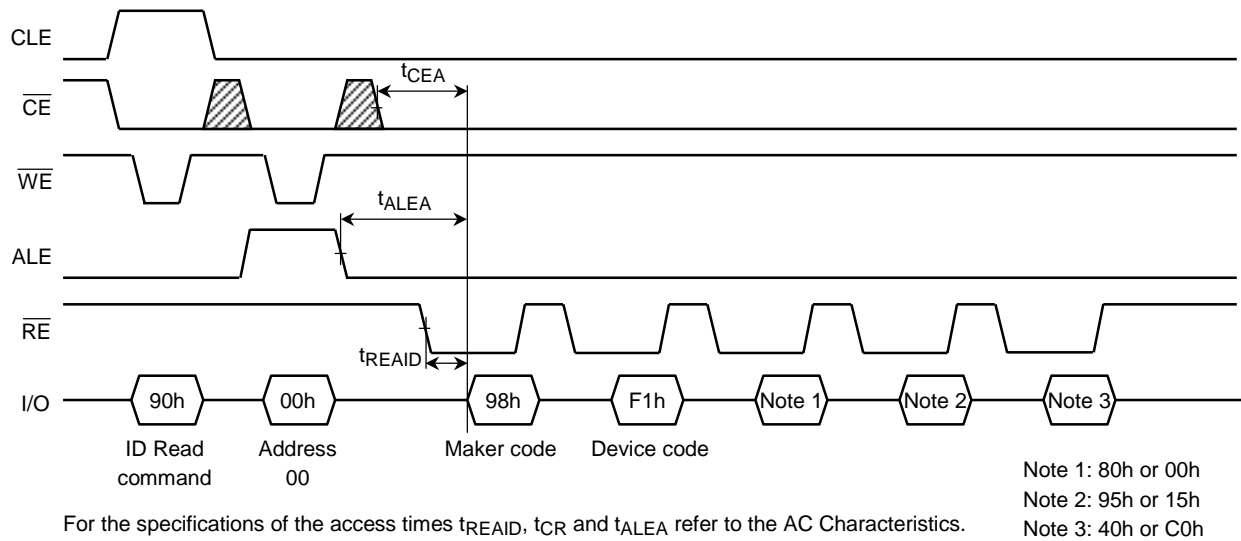 CLE
tCEA
CE
WE
tALEA
ALE
RE
tREAID
I/O
90h
00h
98h
F1h
Note 1
Note 2
Note 3
ID Read
command
Address
00
Maker code
Device code
Note 1: 80h or 00h
Note 2: 95h or 15h
Note 3: 40h or C0h
For the specifications of the access times tREAID, tCR and tALEA refer to the AC Characteristics.